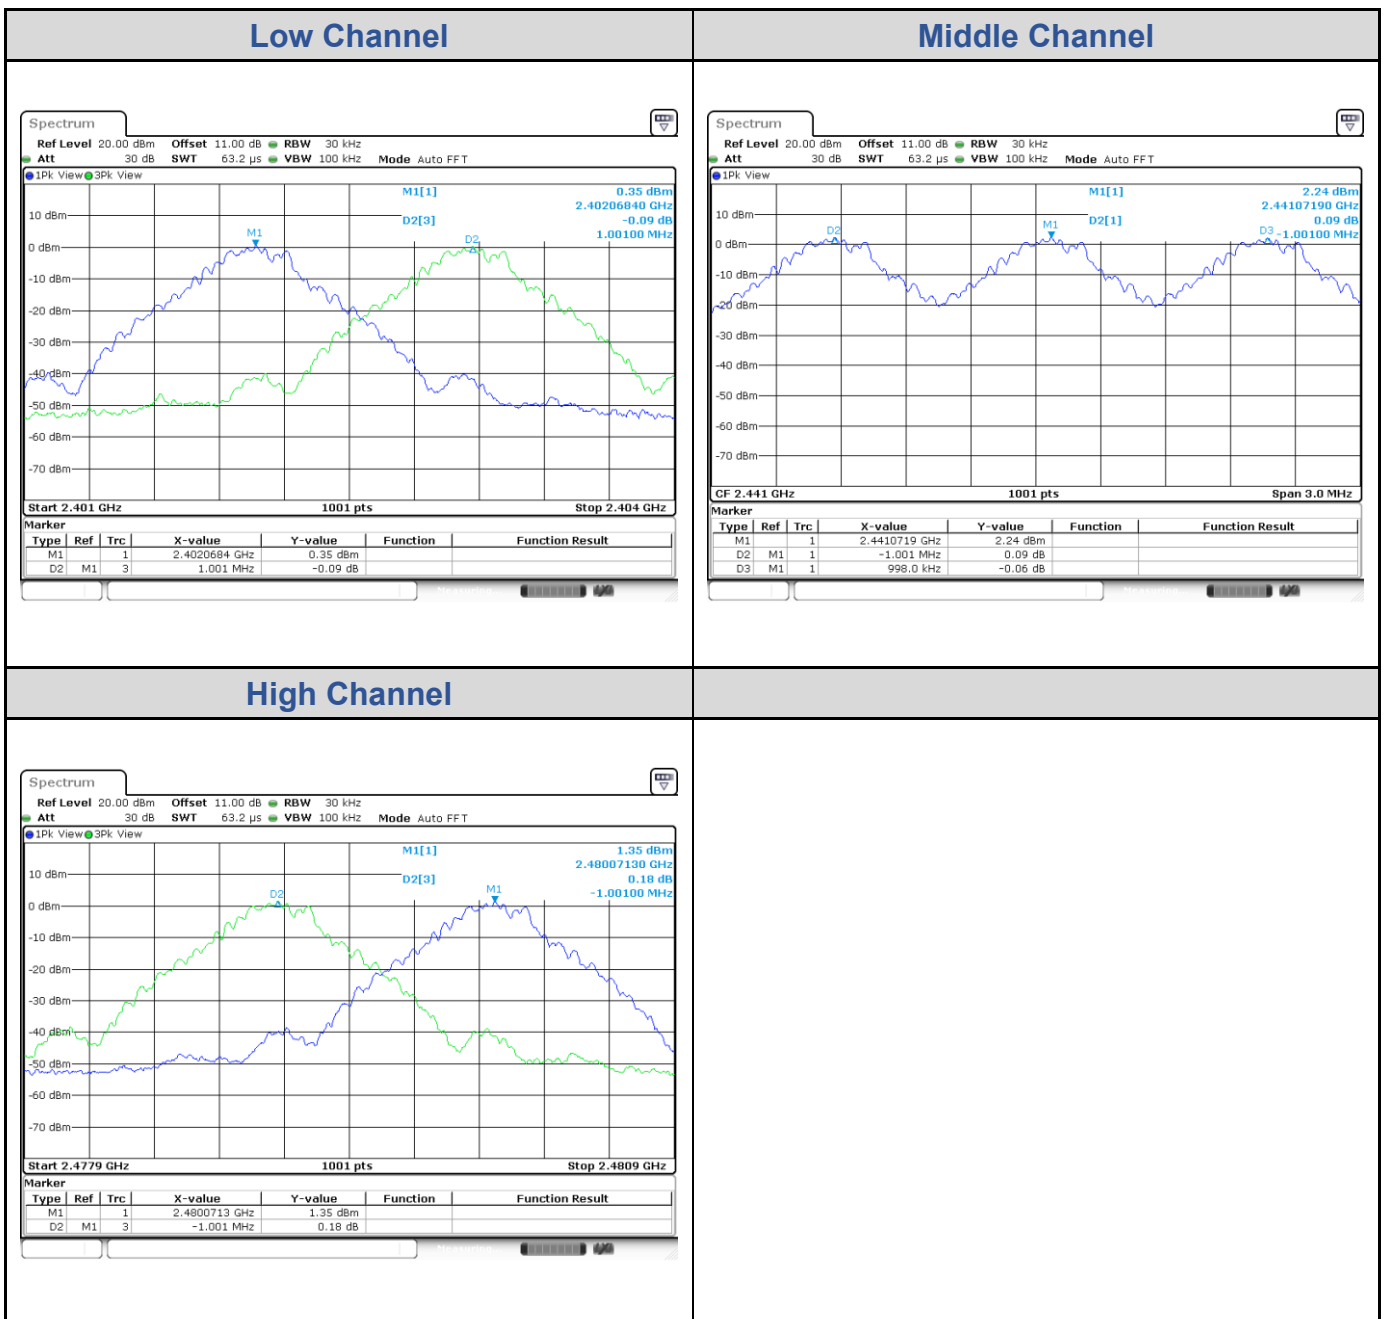 Low Channel
Middle Channel
Spectrum
Ref Level 20.00 dBm Offset 11.00 dB RBW 30 kHz
Att 30 dB SWT 63.2 µs VBW 100 kHz Mode Auto FFT
1Pk View 3Pk View
M1[1] 0.35 dBm
2.40206840 GHz
D2[3] -0.09 dB
1.00100 MHz
M1
D2
10 dBm
0 dBm
-10 dBm
-20 dBm
-30 dBm
-40 dBm
-50 dBm
-60 dBm
-70 dBm
Start 2.401 GHz 1001 pts Stop 2.404 GHz
Marker
Type Ref Trc X-value Y-value Function Function Result
M1 1 2.4020684 GHz 0.35 dBm
D2 M1 3 1.001 MHz -0.09 dB
Measuring...
Spectrum
Ref Level 20.00 dBm Offset 11.00 dB RBW 30 kHz
Att 30 dB SWT 63.2 µs VBW 100 kHz Mode Auto FFT
1Pk View
M1[1] 2.24 dBm
2.44107190 GHz
D2[1] 0.09 dB
-1.00100 MHz
D2
M1
D3
10 dBm
0 dBm
-10 dBm
-20 dBm
-30 dBm
-40 dBm
-50 dBm
-60 dBm
-70 dBm
CF 2.441 GHz 1001 pts Span 3.0 MHz
Marker
Type Ref Trc X-value Y-value Function Function Result
M1 1 2.4410719 GHz 2.24 dBm
D2 M1 1 -1.001 MHz 0.09 dB
D3 M1 1 998.0 kHz -0.06 dB
Measuring...
High Channel
Spectrum
Ref Level 20.00 dBm Offset 11.00 dB RBW 30 kHz
Att 30 dB SWT 63.2 µs VBW 100 kHz Mode Auto FFT
1Pk View 3Pk View
M1[1] 1.35 dBm
2.48007130 GHz
D2[3] 0.18 dB
-1.00100 MHz
D2
M1
10 dBm
0 dBm
-10 dBm
-20 dBm
-30 dBm
-40 dBm
-50 dBm
-60 dBm
-70 dBm
Start 2.4779 GHz 1001 pts Stop 2.4809 GHz
Marker
Type Ref Trc X-value Y-value Function Function Result
M1 1 2.4800713 GHz 1.35 dBm
D2 M1 3 -1.001 MHz 0.18 dB
Measuring...